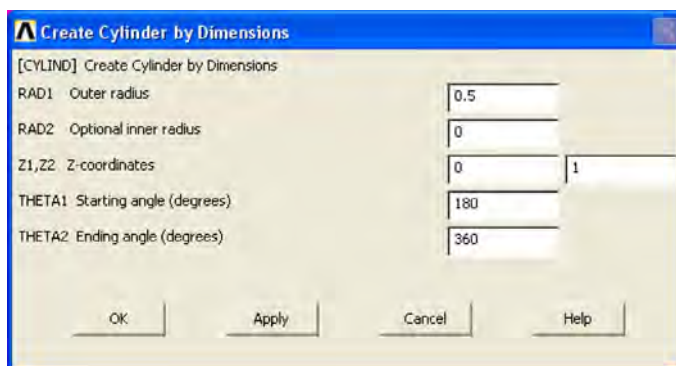 Create Cylinder by Dimensions
[CYLIND] Create Cylinder by Dimensions
RAD1 Outer radius 0.5
RAD2 Optional inner radius 0
Z1,Z2 Z-coordinates 0 1
THETA1 Starting angle (degrees) 180
THETA2 Ending angle (degrees) 360
OK Apply Cancel Help